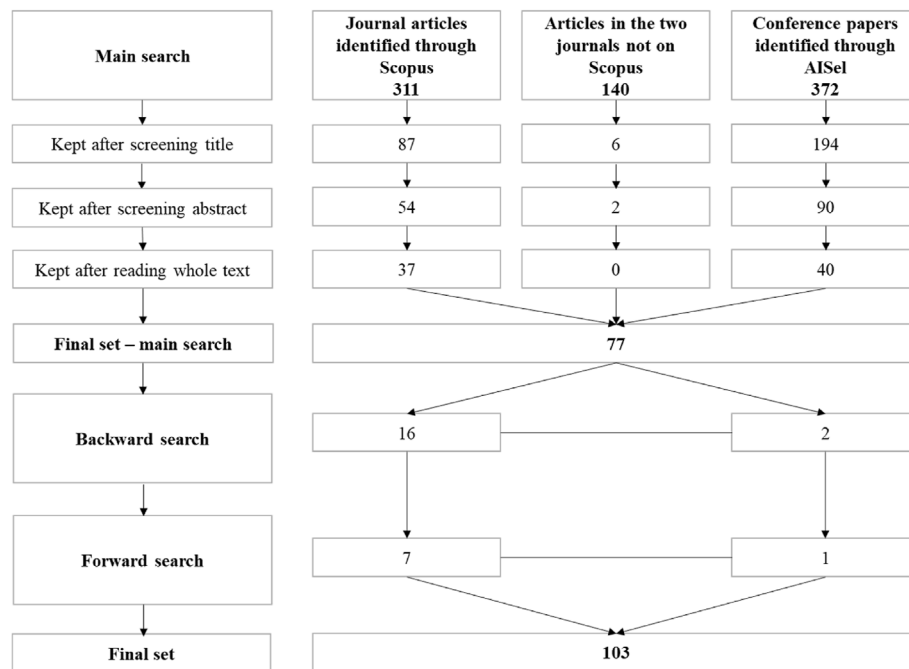 Main search
Journal articles
identified through
Scopus
311
Articles in the two
journals not on
Scopus
140
Conference papers
identified through
AISel
372
Kept after screening title
87
6
194
Kept after screening abstract
54
2
90
Kept after reading whole text
37
0
40
Final set – main search
77
Backward search
16
2
Forward search
7
1
Final set
103